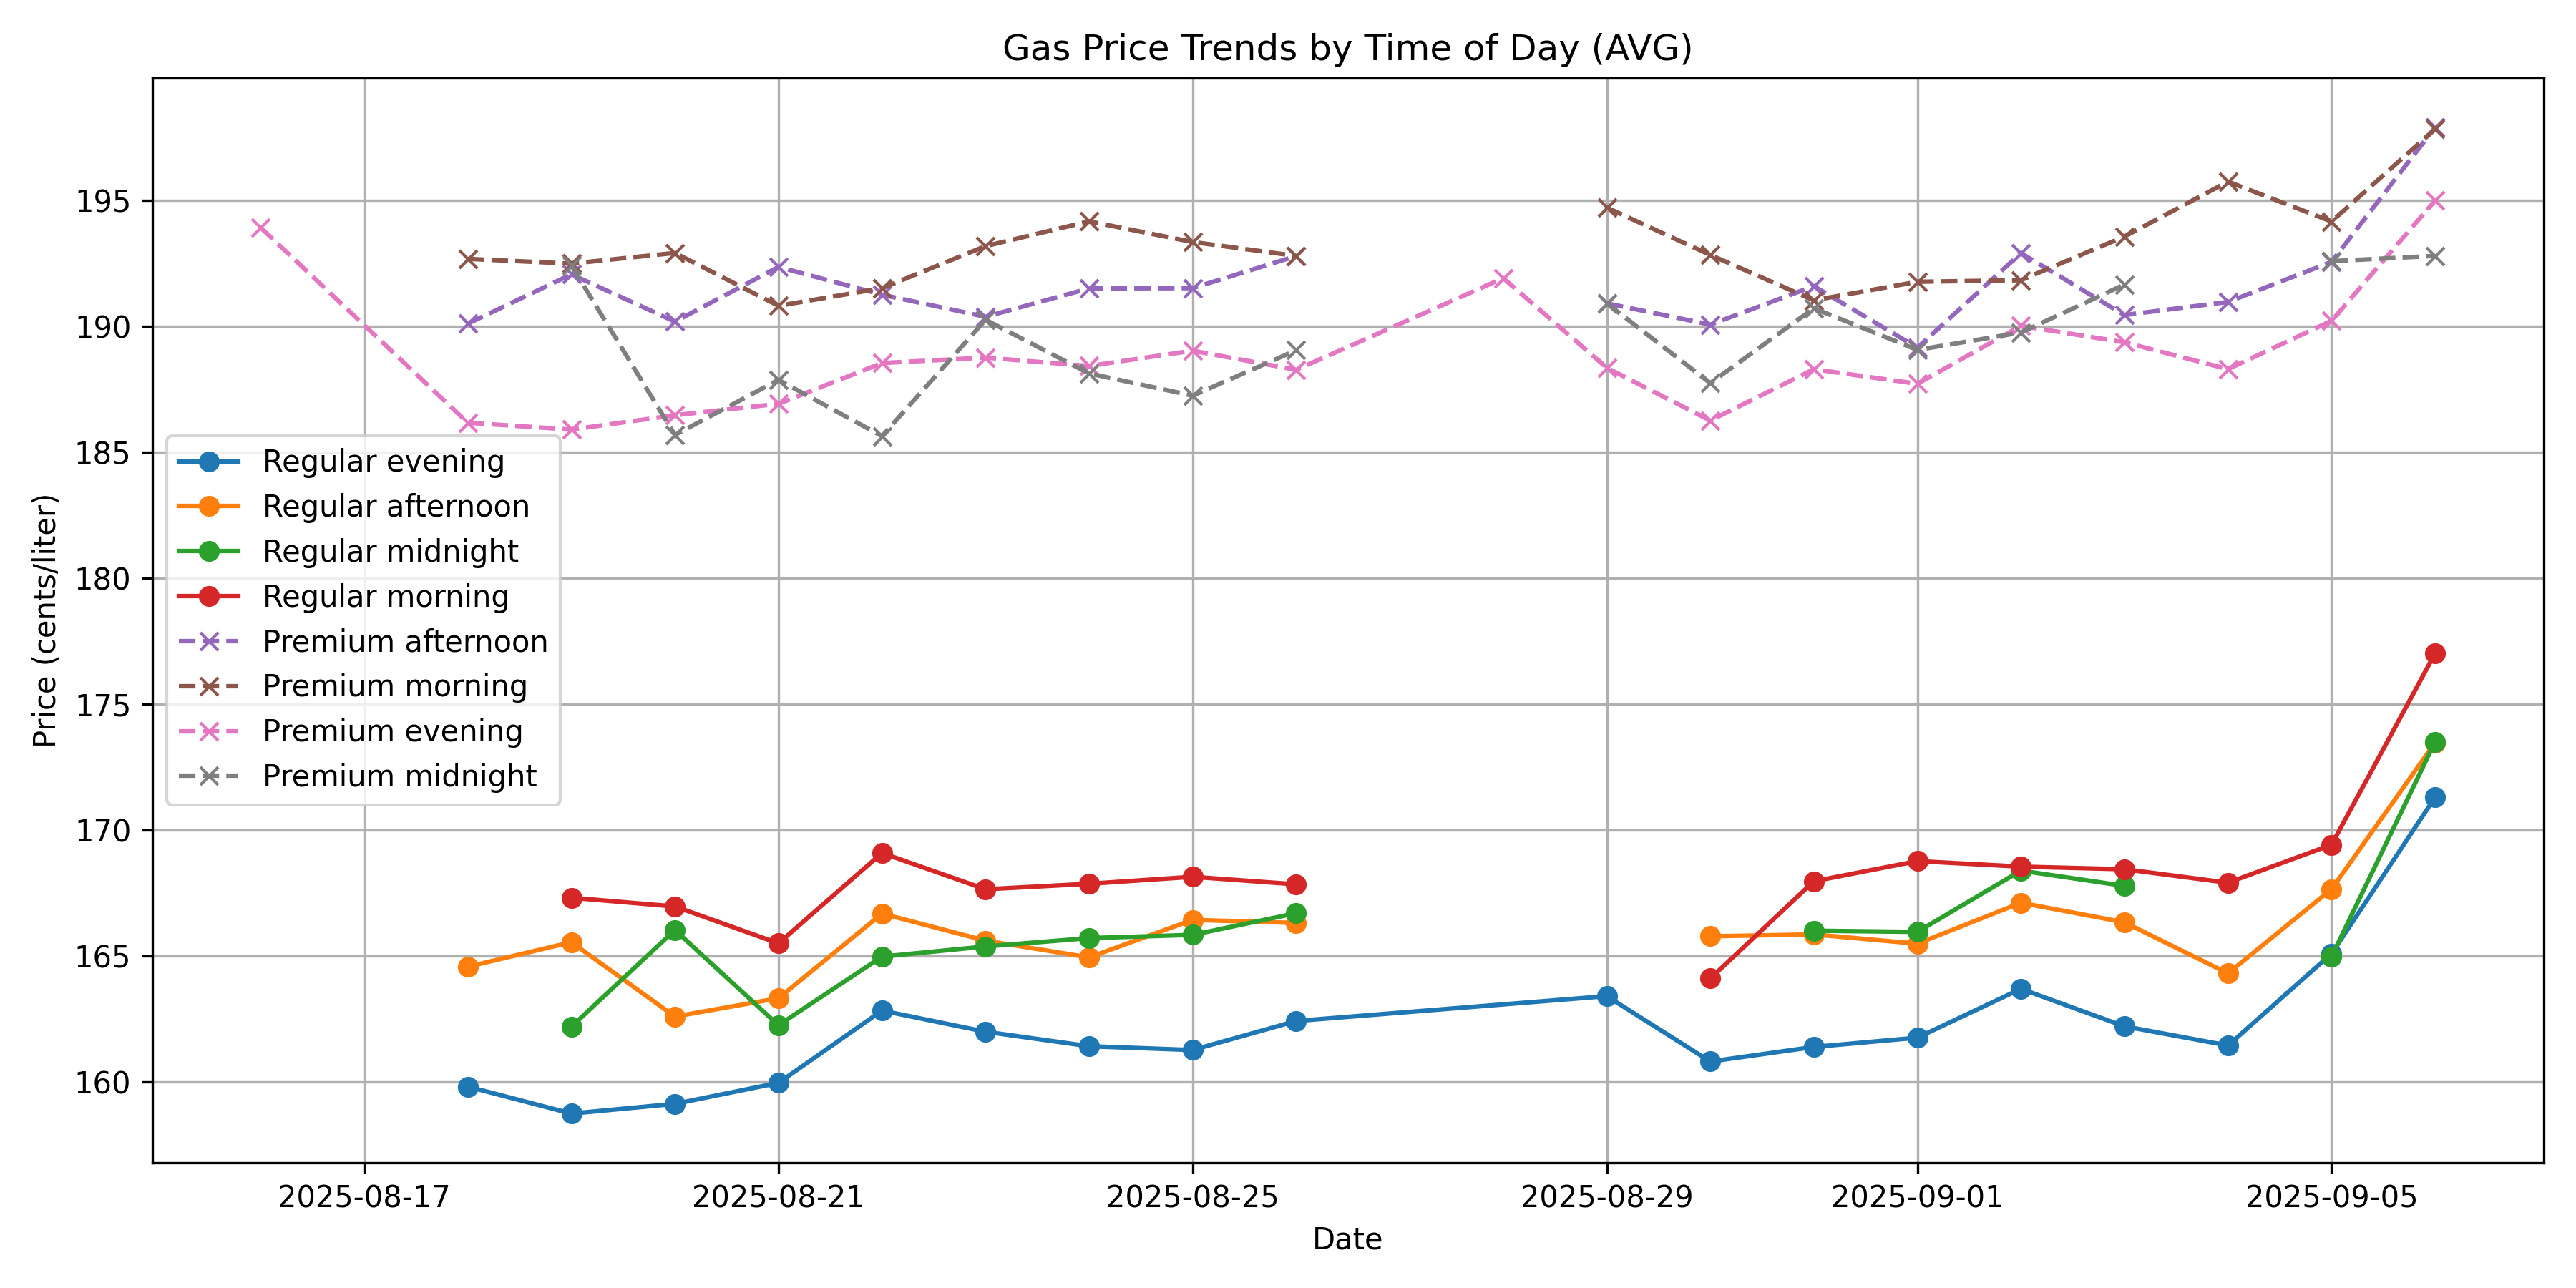 Gas Price Trends by Time of Day (AVG)
195
190
185
180
175
170
165
160
Price (cents/liter)
Regular evening
Regular afternoon
Regular midnight
Regular morning
Premium afternoon
Premium morning
Premium evening
Premium midnight
2025-08-17 2025-08-21 2025-08-25 2025-08-29 2025-09-01 2025-09-05
Date